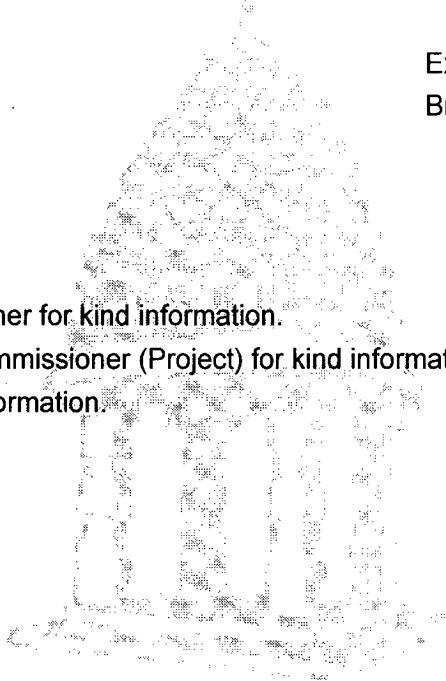 ner for kind information.
mmissioner (Project) for kind informat
ormation.